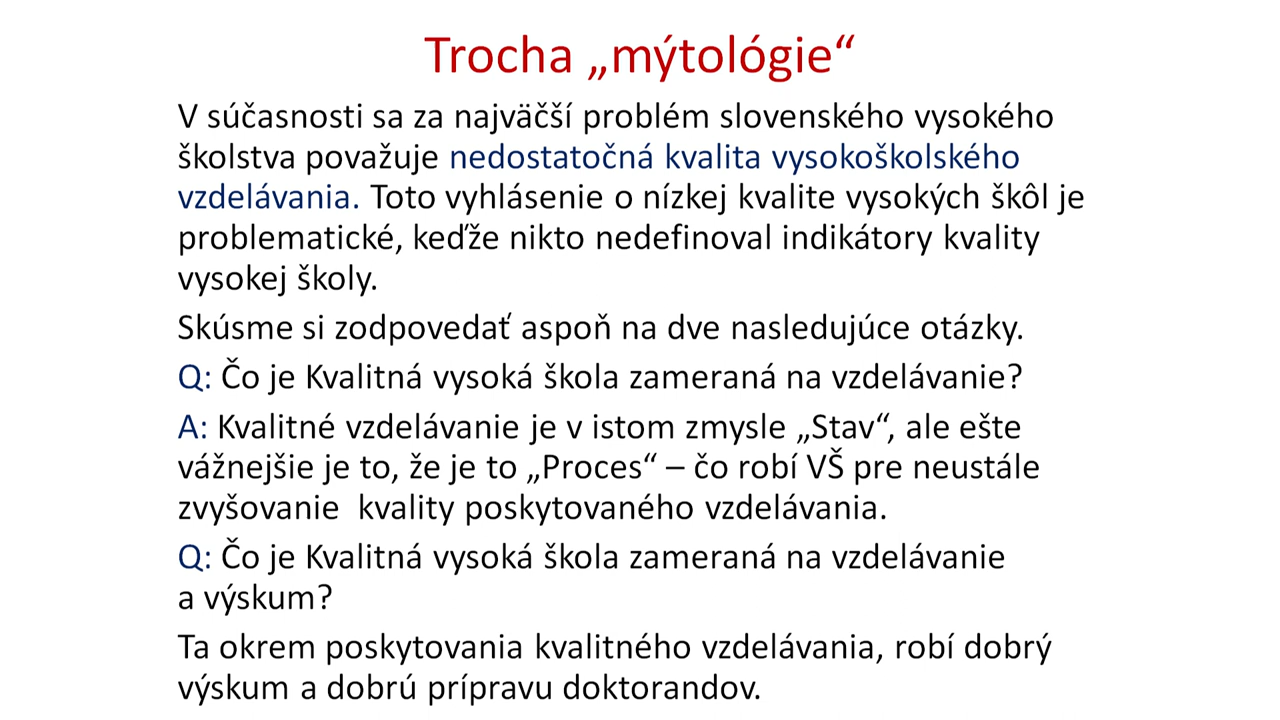 Trocha „mýtológie“
V súčasnosti sa za najväčší problém slovenského vysokého
školstva považuje nedostatočná kvalita vysokoškolského
vzdelávania. Toto vyhlásenie o nízkej kvalite vysokých škôl je
problematické, keďže nikto nedefinoval indikátory kvality
vysokej školy.
Skúsme si zodpovedať aspoň na dve nasledujúce otázky.
Q: Čo je Kvalitná vysoká škola zameraná na vzdelávanie?
A: Kvalitné vzdelávanie je v istom zmysle „Stav“, ale ešte
vážnejšie je to, že je to „Proces“ – čo robí VŠ pre neustále
zvyšovanie  kvality poskytovaného vzdelávania.
Q: Čo je Kvalitná vysoká škola zameraná na vzdelávanie
a výskum?
Ta okrem poskytovania kvalitného vzdelávania, robí dobrý
výskum a dobrú prípravu doktorandov.